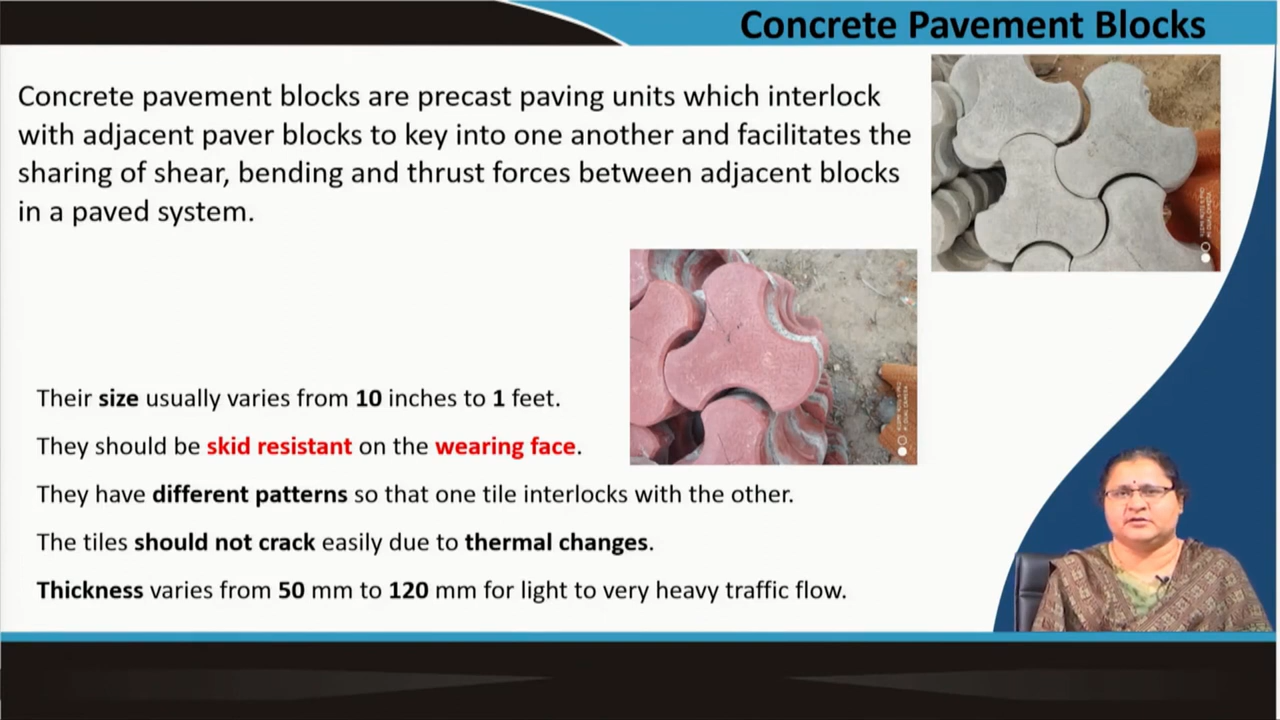 Concrete Pavement Blocks
Concrete pavement blocks are precast paving units which interlock
with adjacent paver blocks to key into one another and facilitates the
sharing of shear, bending and thrust forces between adjacent blocks
in a paved system.
Their size usually varies from 10 inches to 1 feet.
They should be skid resistant on the wearing face.
They have different patterns so that one tile interlocks with the other.
The tiles should not crack easily due to thermal changes.
Thickness varies from 50 mm to 120 mm for light to very heavy traffic flow.